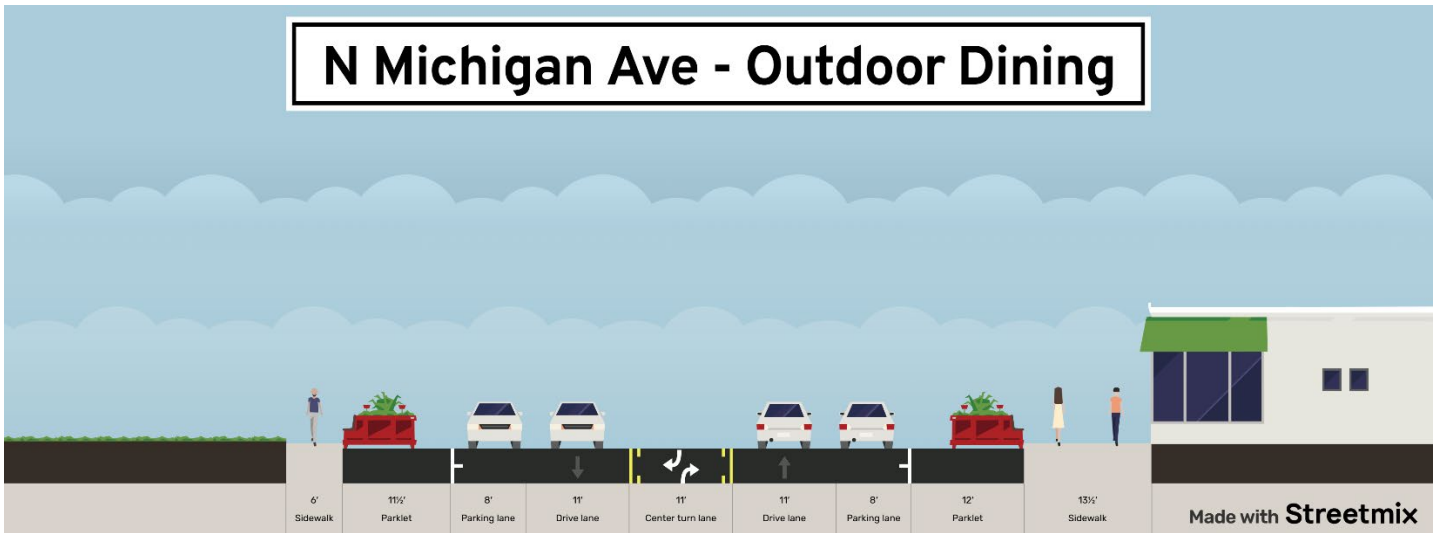 N Michigan Ave - Outdoor Dining
6' 11½' 8' 11' 11' 11' 8' 12' 13½'
Sidewalk Parklet Parking lane Drive lane Center turn lane Drive lane Parking lane Parklet Sidewalk
Made with Streetmix